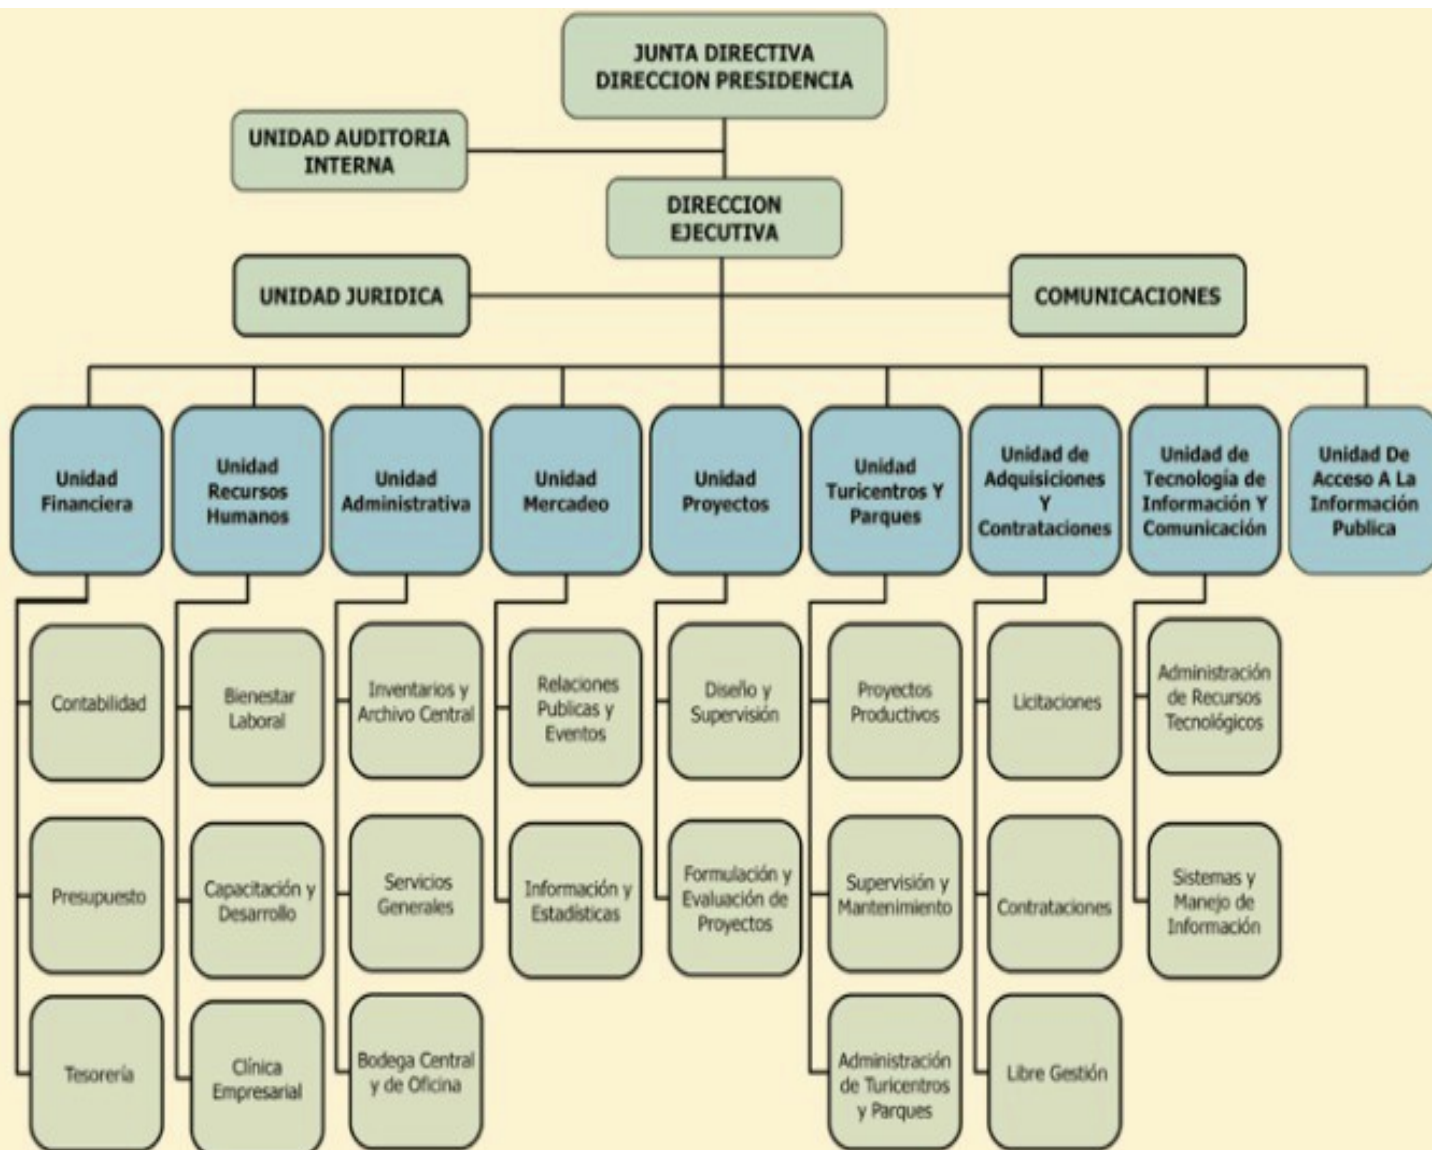 JUNTA DIRECTIVA
DIRECCION PRESIDENCIA
UNIDAD AUDITORIA
INTERNA
DIRECCION
EJECUTIVA
UNIDAD JURIDICA
COMUNICACIONES
Unidad
Financiera
Unidad
Recursos
Humanos
Unidad
Administrativa
Unidad
Mercadeo
Unidad
Proyectos
Unidad
Turicentros Y
Parques
Unidad de
Adquisiciones
Y
Contrataciones
Unidad de
Tecnología de
Información Y
Comunicación
Unidad De
Acceso A La
Información
Publica
Contabilidad
Bienestar
Laboral
Inventarios y
Archivo Central
Relaciones
Publicas y
Eventos
Diseño y
Supervisión
Proyectos
Productivos
Licitaciones
Administración
de Recursos
Tecnológicos
Presupuesto
Capacitación y
Desarrollo
Servicios
Generales
Información y
Estadísticas
Formulación y
Evaluación de
Proyectos
Supervisión y
Mantenimiento
Contrataciones
Sistemas y
Manejo de
Información
Tesorería
Clínica
Empresarial
Bodega Central
y de Oficina
Administración
de Turicentros
y Parques
Libre Gestión